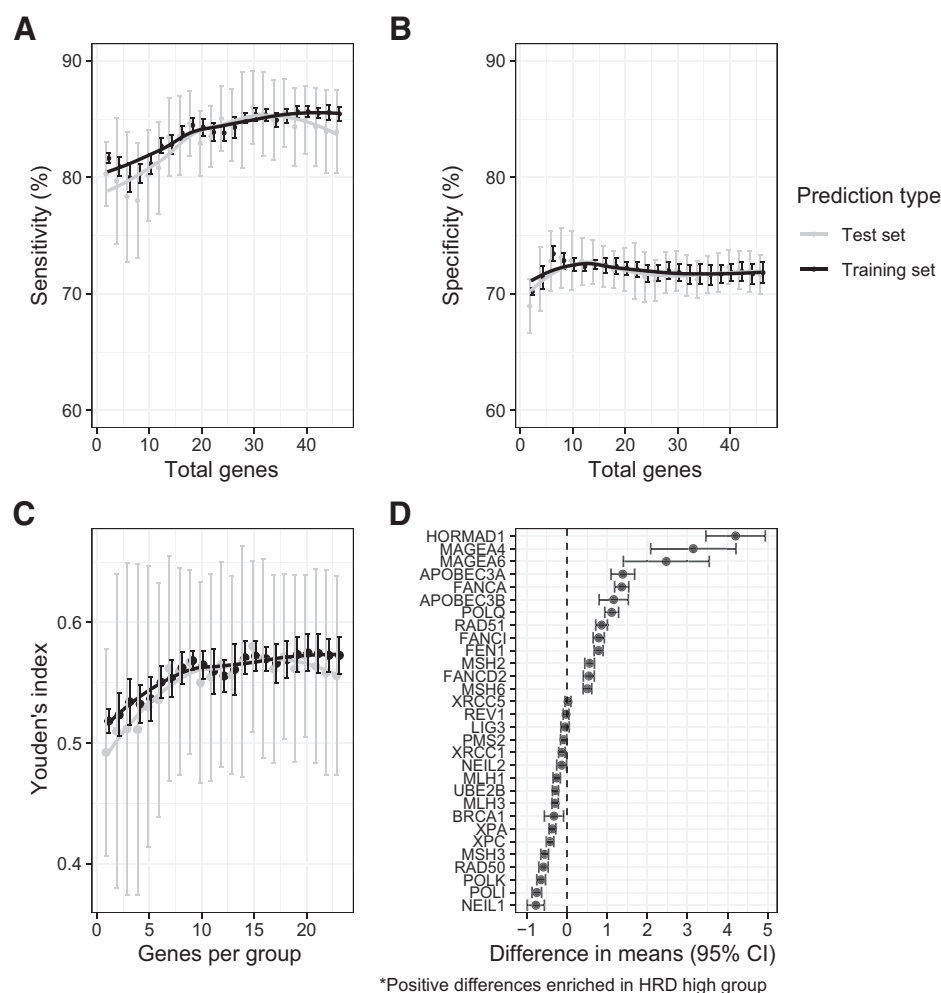 A
B
90
80
70
60
Sensitivity (%)
0 10 20 30 40
Total genes
90
80
70
60
Specificity (%)
0 10 20 30 40
Total genes
Prediction type
Test set
Training set
C
D
0.6
0.5
0.4
Youden's index
0 5 10 15 20
Genes per group
HORMAD1
MAGEA4
MAGEA6
APOBEC3A
FANCA
APOBEC3B
POLQ
RAD51
FANCI
FEN1
MSH2
FANCD2
MSH6
XRCC5
REV1
LIG3
PMS2
XRCC1
NEIL2
MLH1
UBE2B
MLH3
BRCA1
XPA
XPC
MSH3
RAD50
POLK
POLI
NEIL1
−1 0 1 2 3 4 5
Difference in means (95% CI)
*Positive differences enriched in HRD high group